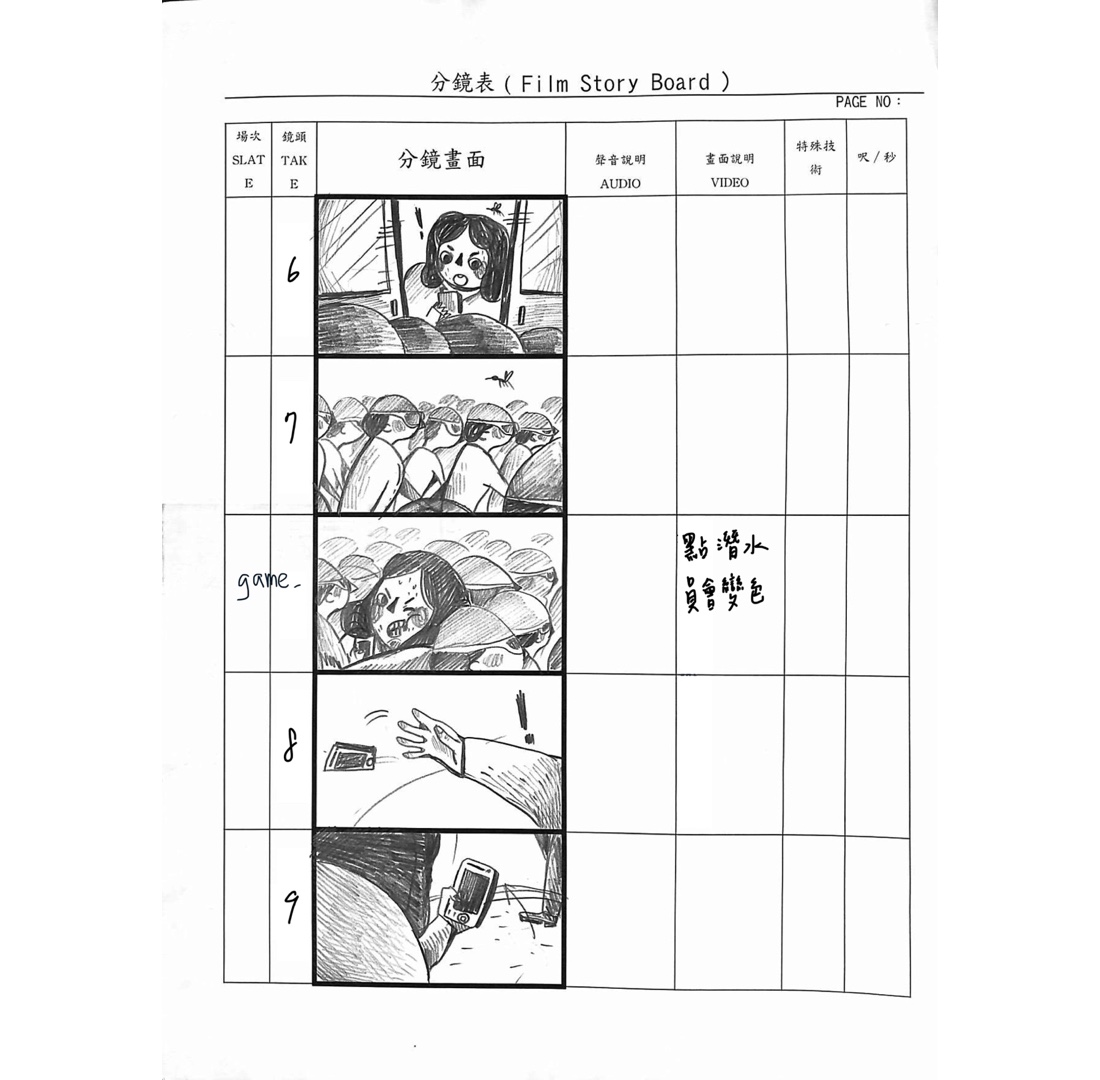 分鏡表 ( Film Story Board )
PAGE NO :
場次
SLAT
E
鏡頭
TAK
E
分鏡畫面
聲音說明
AUDIO
畫面說明
VIDEO
特殊技
術
呎 / 秒
6
!
7
game-
點潛水
員會變色
8
!
9